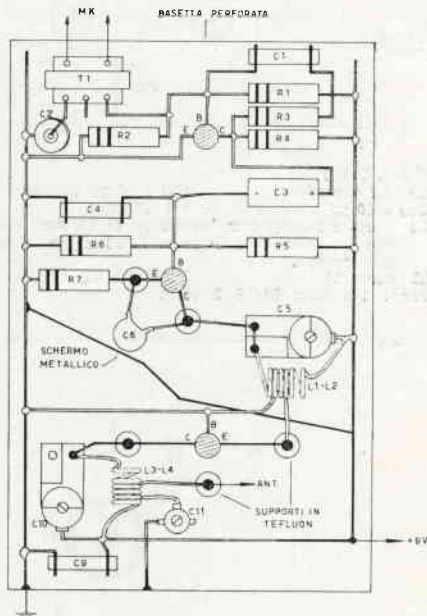 MK
BASETTA PERFORATA
C1
T1
C2
R1
R2
R3
R4
B
E
C
C4
- C3 +
R6
R5
R7
B
E
C
C6
C5
SCHERMO
METALLICO
L1-L2
B
C
E
L3-L4
ANT
C10
C11
SUPPORTI IN
TEFLUON
C9
+6V